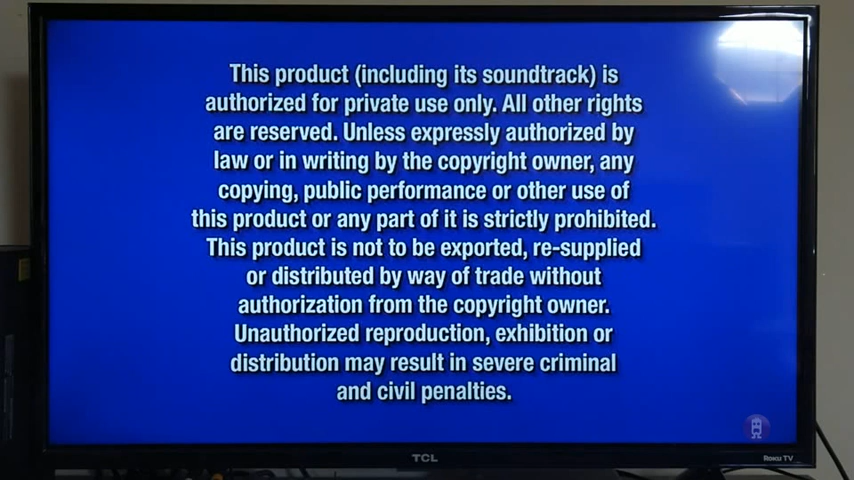 This product (including its soundtrack) is
authorized for private use only. All other rights
are reserved. Unless expressly authorized by
law or in writing by the copyright owner, any
copying, public performance or other use of
this product or any part of it is strictly prohibited.
This product is not to be exported, re-supplied
or distributed by way of trade without
authorization from the copyright owner.
Unauthorized reproduction, exhibition or
distribution may result in severe criminal
and civil penalties.
TCL
Roku TV